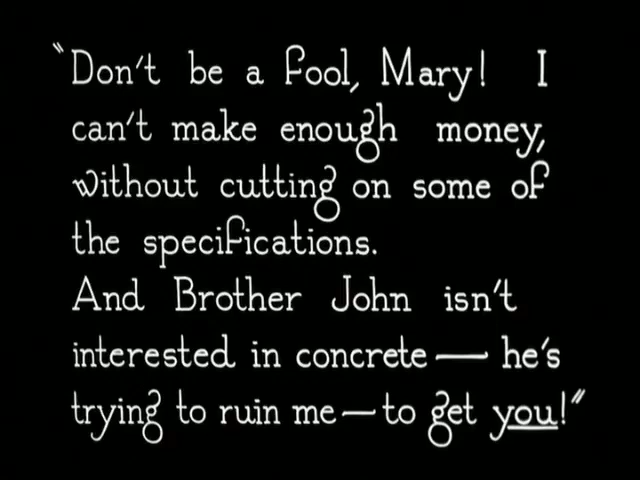 "Don't be a fool, Mary! I
can't make enough money,
without cutting on some of
the specifications.
And Brother John isn't
interested in concrete — he's
trying to ruin me — to get you!"